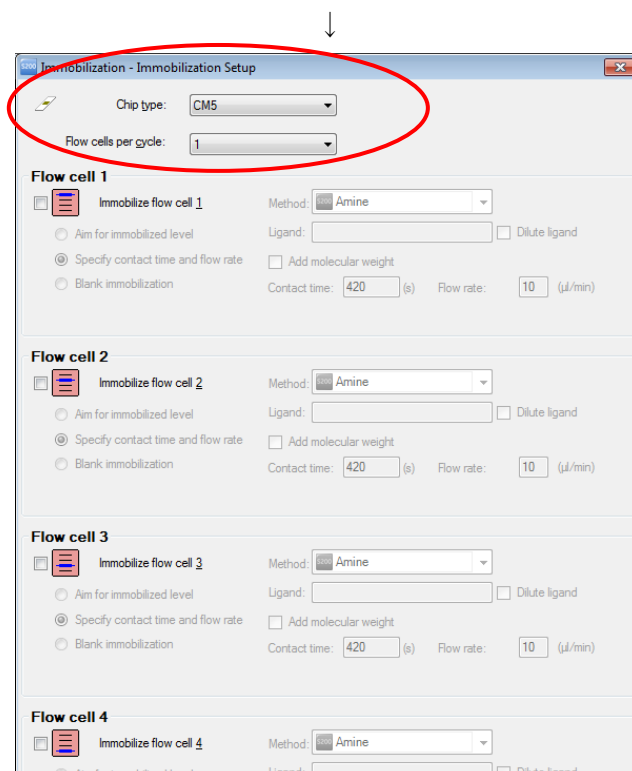 ↓
S200 Immobilization - Immobilization Setup
Chip type: CM5
Flow cells per cycle: 1
Flow cell 1
Immobilize flow cell 1 Method: S200 Amine
Aim for immobilized level Ligand: Dilute ligand
Specify contact time and flow rate Add molecular weight
Blank immobilization Contact time: 420 (s) Flow rate: 10 (µl/min)
Flow cell 2
Immobilize flow cell 2 Method: S200 Amine
Aim for immobilized level Ligand: Dilute ligand
Specify contact time and flow rate Add molecular weight
Blank immobilization Contact time: 420 (s) Flow rate: 10 (µl/min)
Flow cell 3
Immobilize flow cell 3 Method: S200 Amine
Aim for immobilized level Ligand: Dilute ligand
Specify contact time and flow rate Add molecular weight
Blank immobilization Contact time: 420 (s) Flow rate: 10 (µl/min)
Flow cell 4
Immobilize flow cell 4 Method: S200 Amine